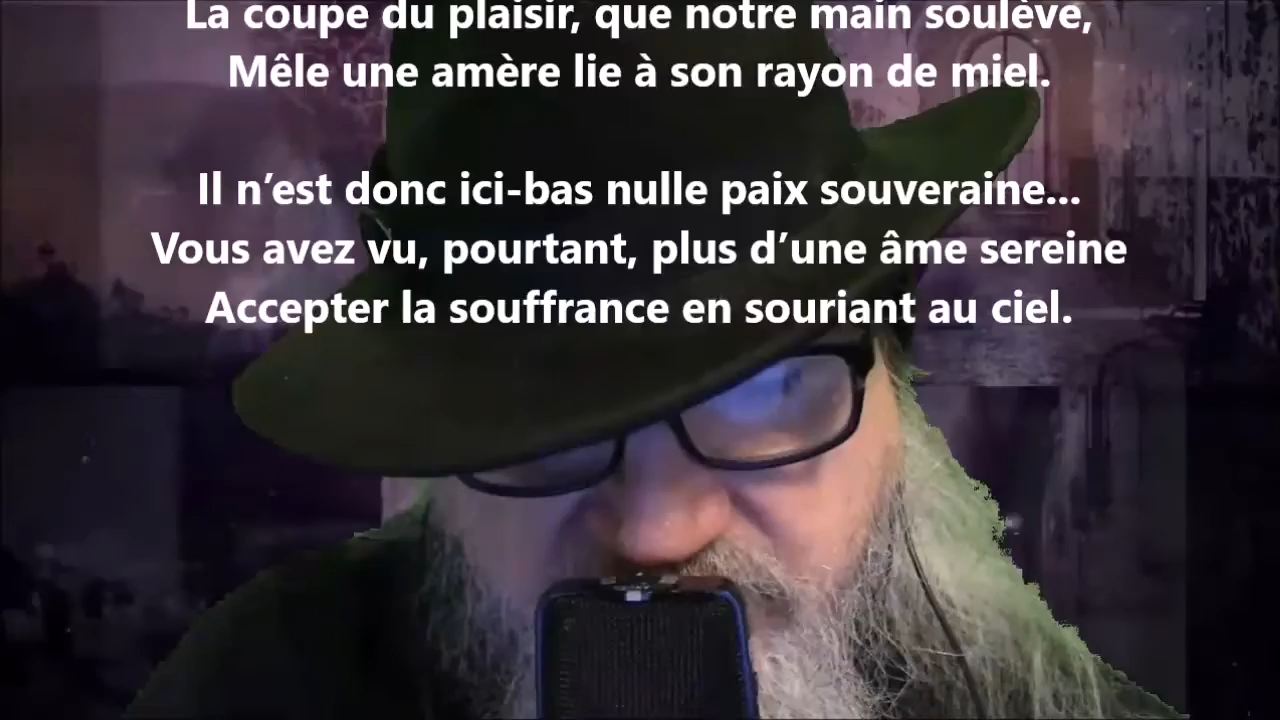 La coupe du plaisir, que notre main soulève,
Mêle une amère lie à son rayon de miel.
Il n’est donc ici-bas nulle paix souveraine...
Vous avez vu, pourtant, plus d’une âme sereine
Accepter la souffrance en souriant au ciel.